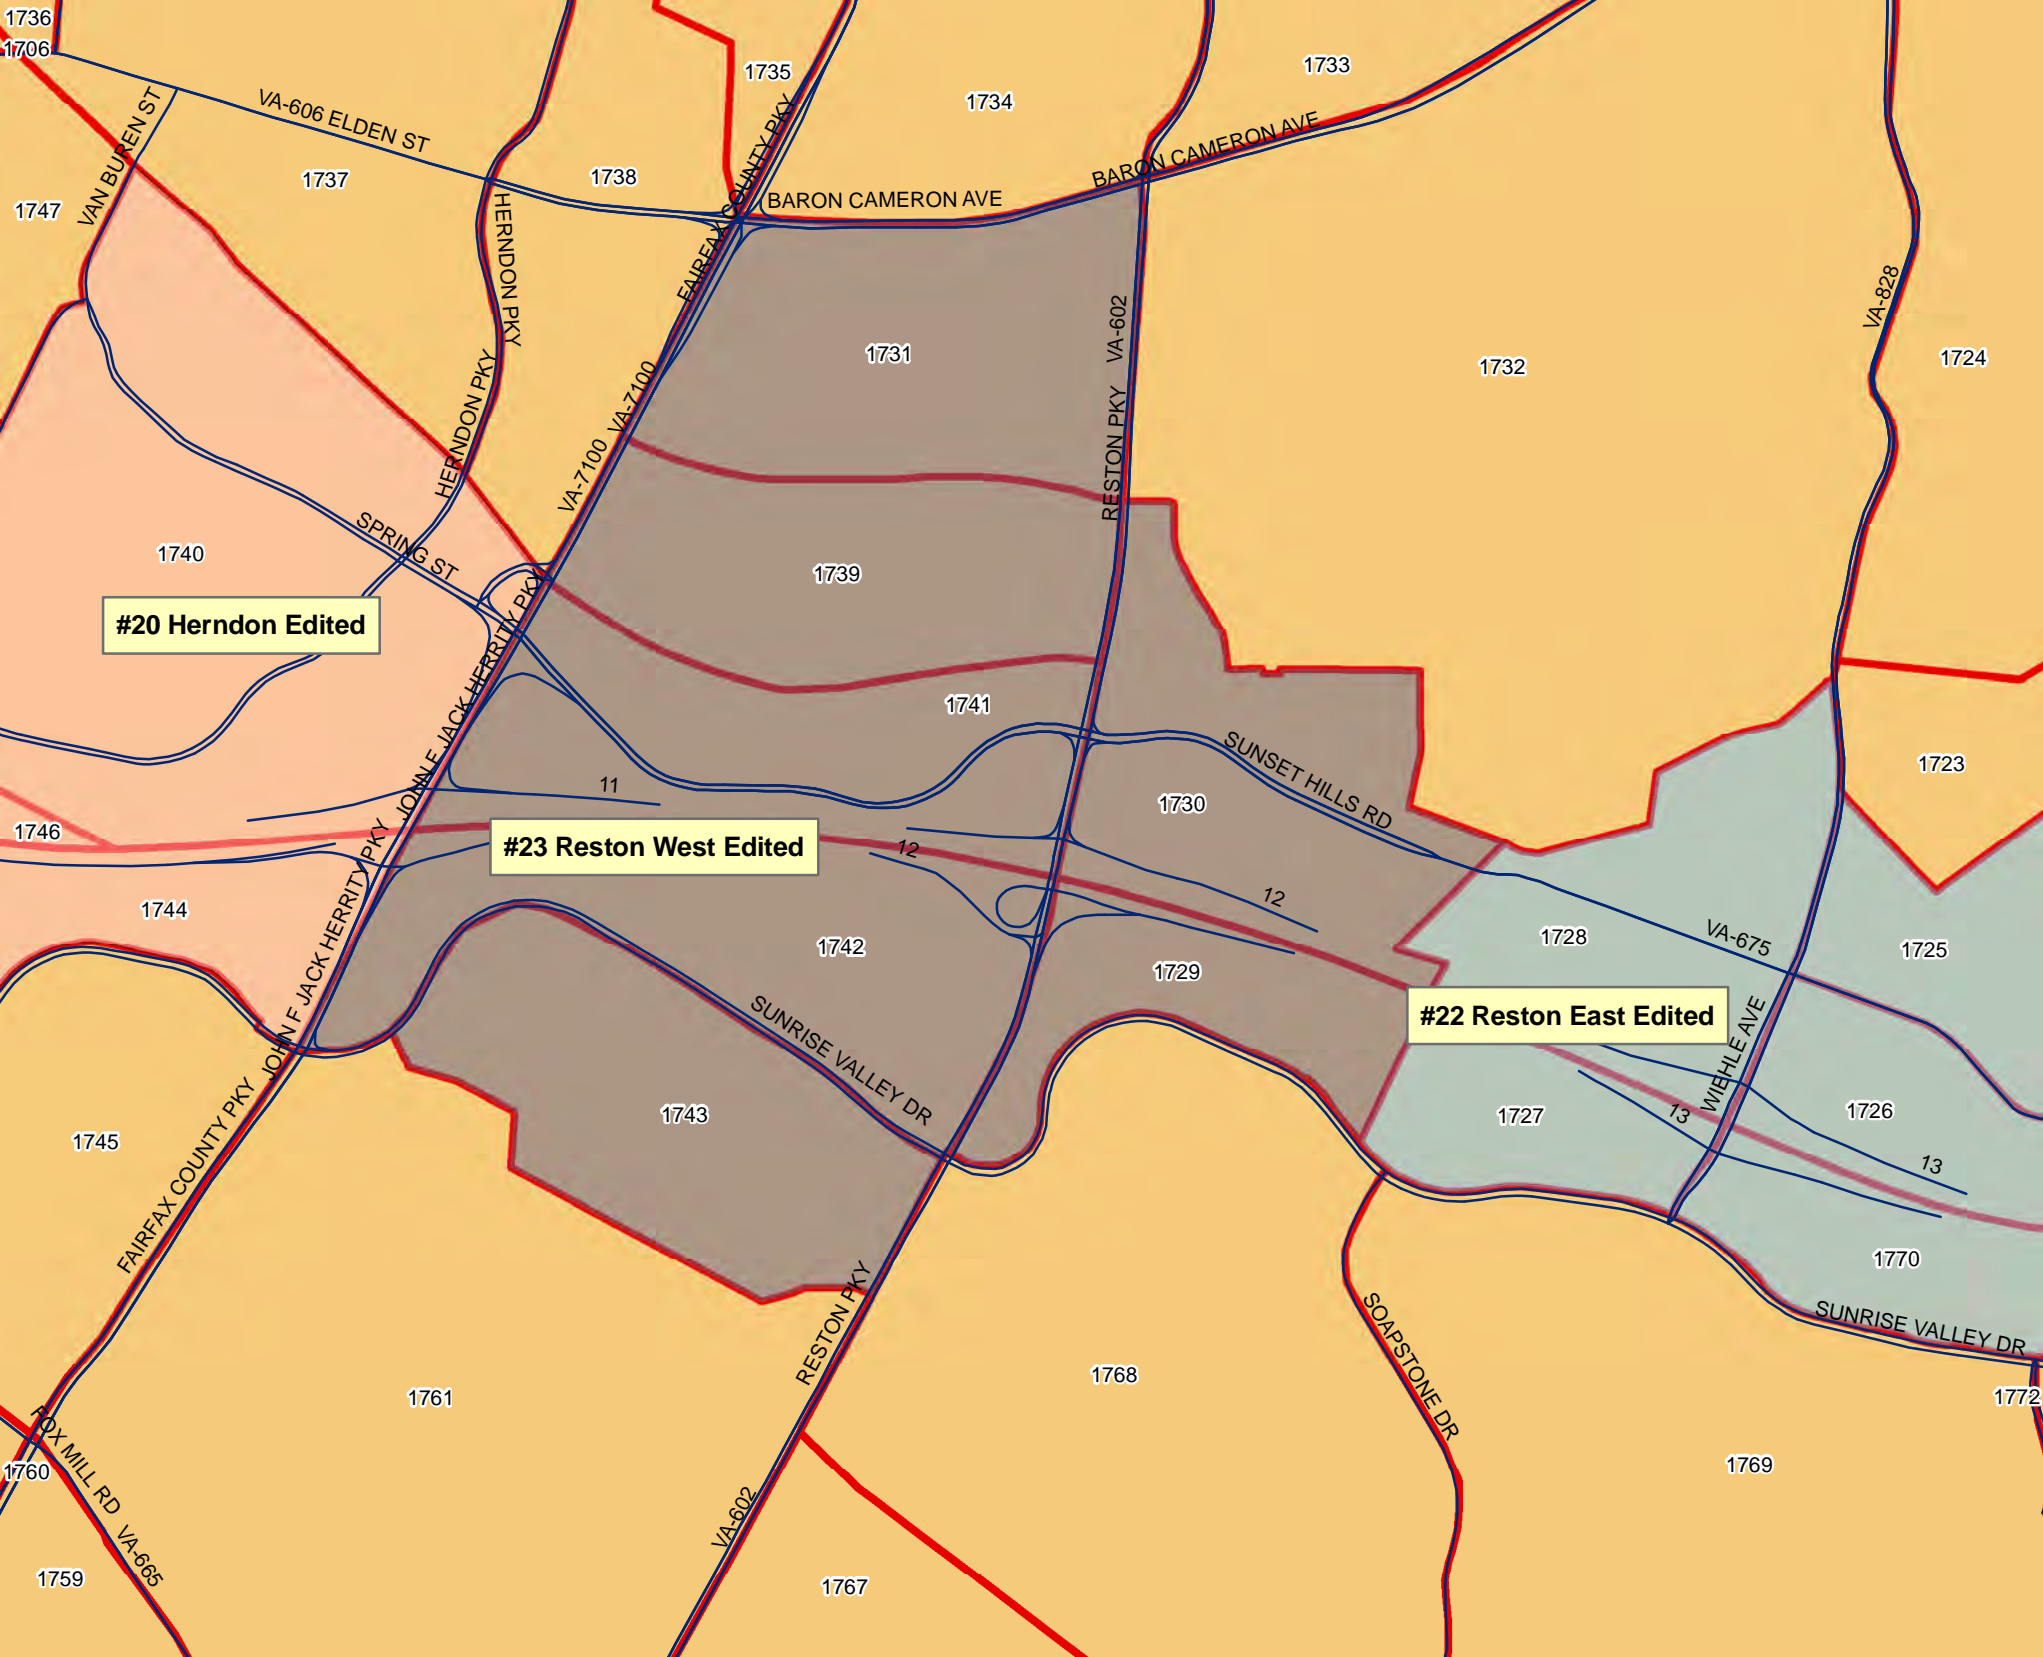 1736
1706
1735
1733
1734
VA-606 ELDEN ST
VAN BUREN ST
FAIRFAX COUNTY PKY
BARON CAMERON AVE
1737
1738
1747
BARON CAMERON AVE
HERNDON PKY
VA-602
VA-828
1731
1732
1724
VA-7100
HERNDON PKY
RESTON PKY
VA-7100
SPRING ST
1740
1739
#20 Herndon Edited
JOHN F JACK HERRITY PKY
1741
SUNSET HILLS RD
1723
11
1730
1746
#23 Reston West Edited
12
12
JOHN F JACK HERRITY PKY
1744
1742
1728
VA-675
1725
1729
SUNRISE VALLEY DR
#22 Reston East Edited
WIEHLE AVE
1743
1727
13
1726
1745
FAIRFAX COUNTY PKY
13
1770
RESTON PKY
SOAPSTONE DR
SUNRISE VALLEY DR
1761
1768
1772
FOX MILL RD
1760
1769
VA-602
VA-665
1759
1767